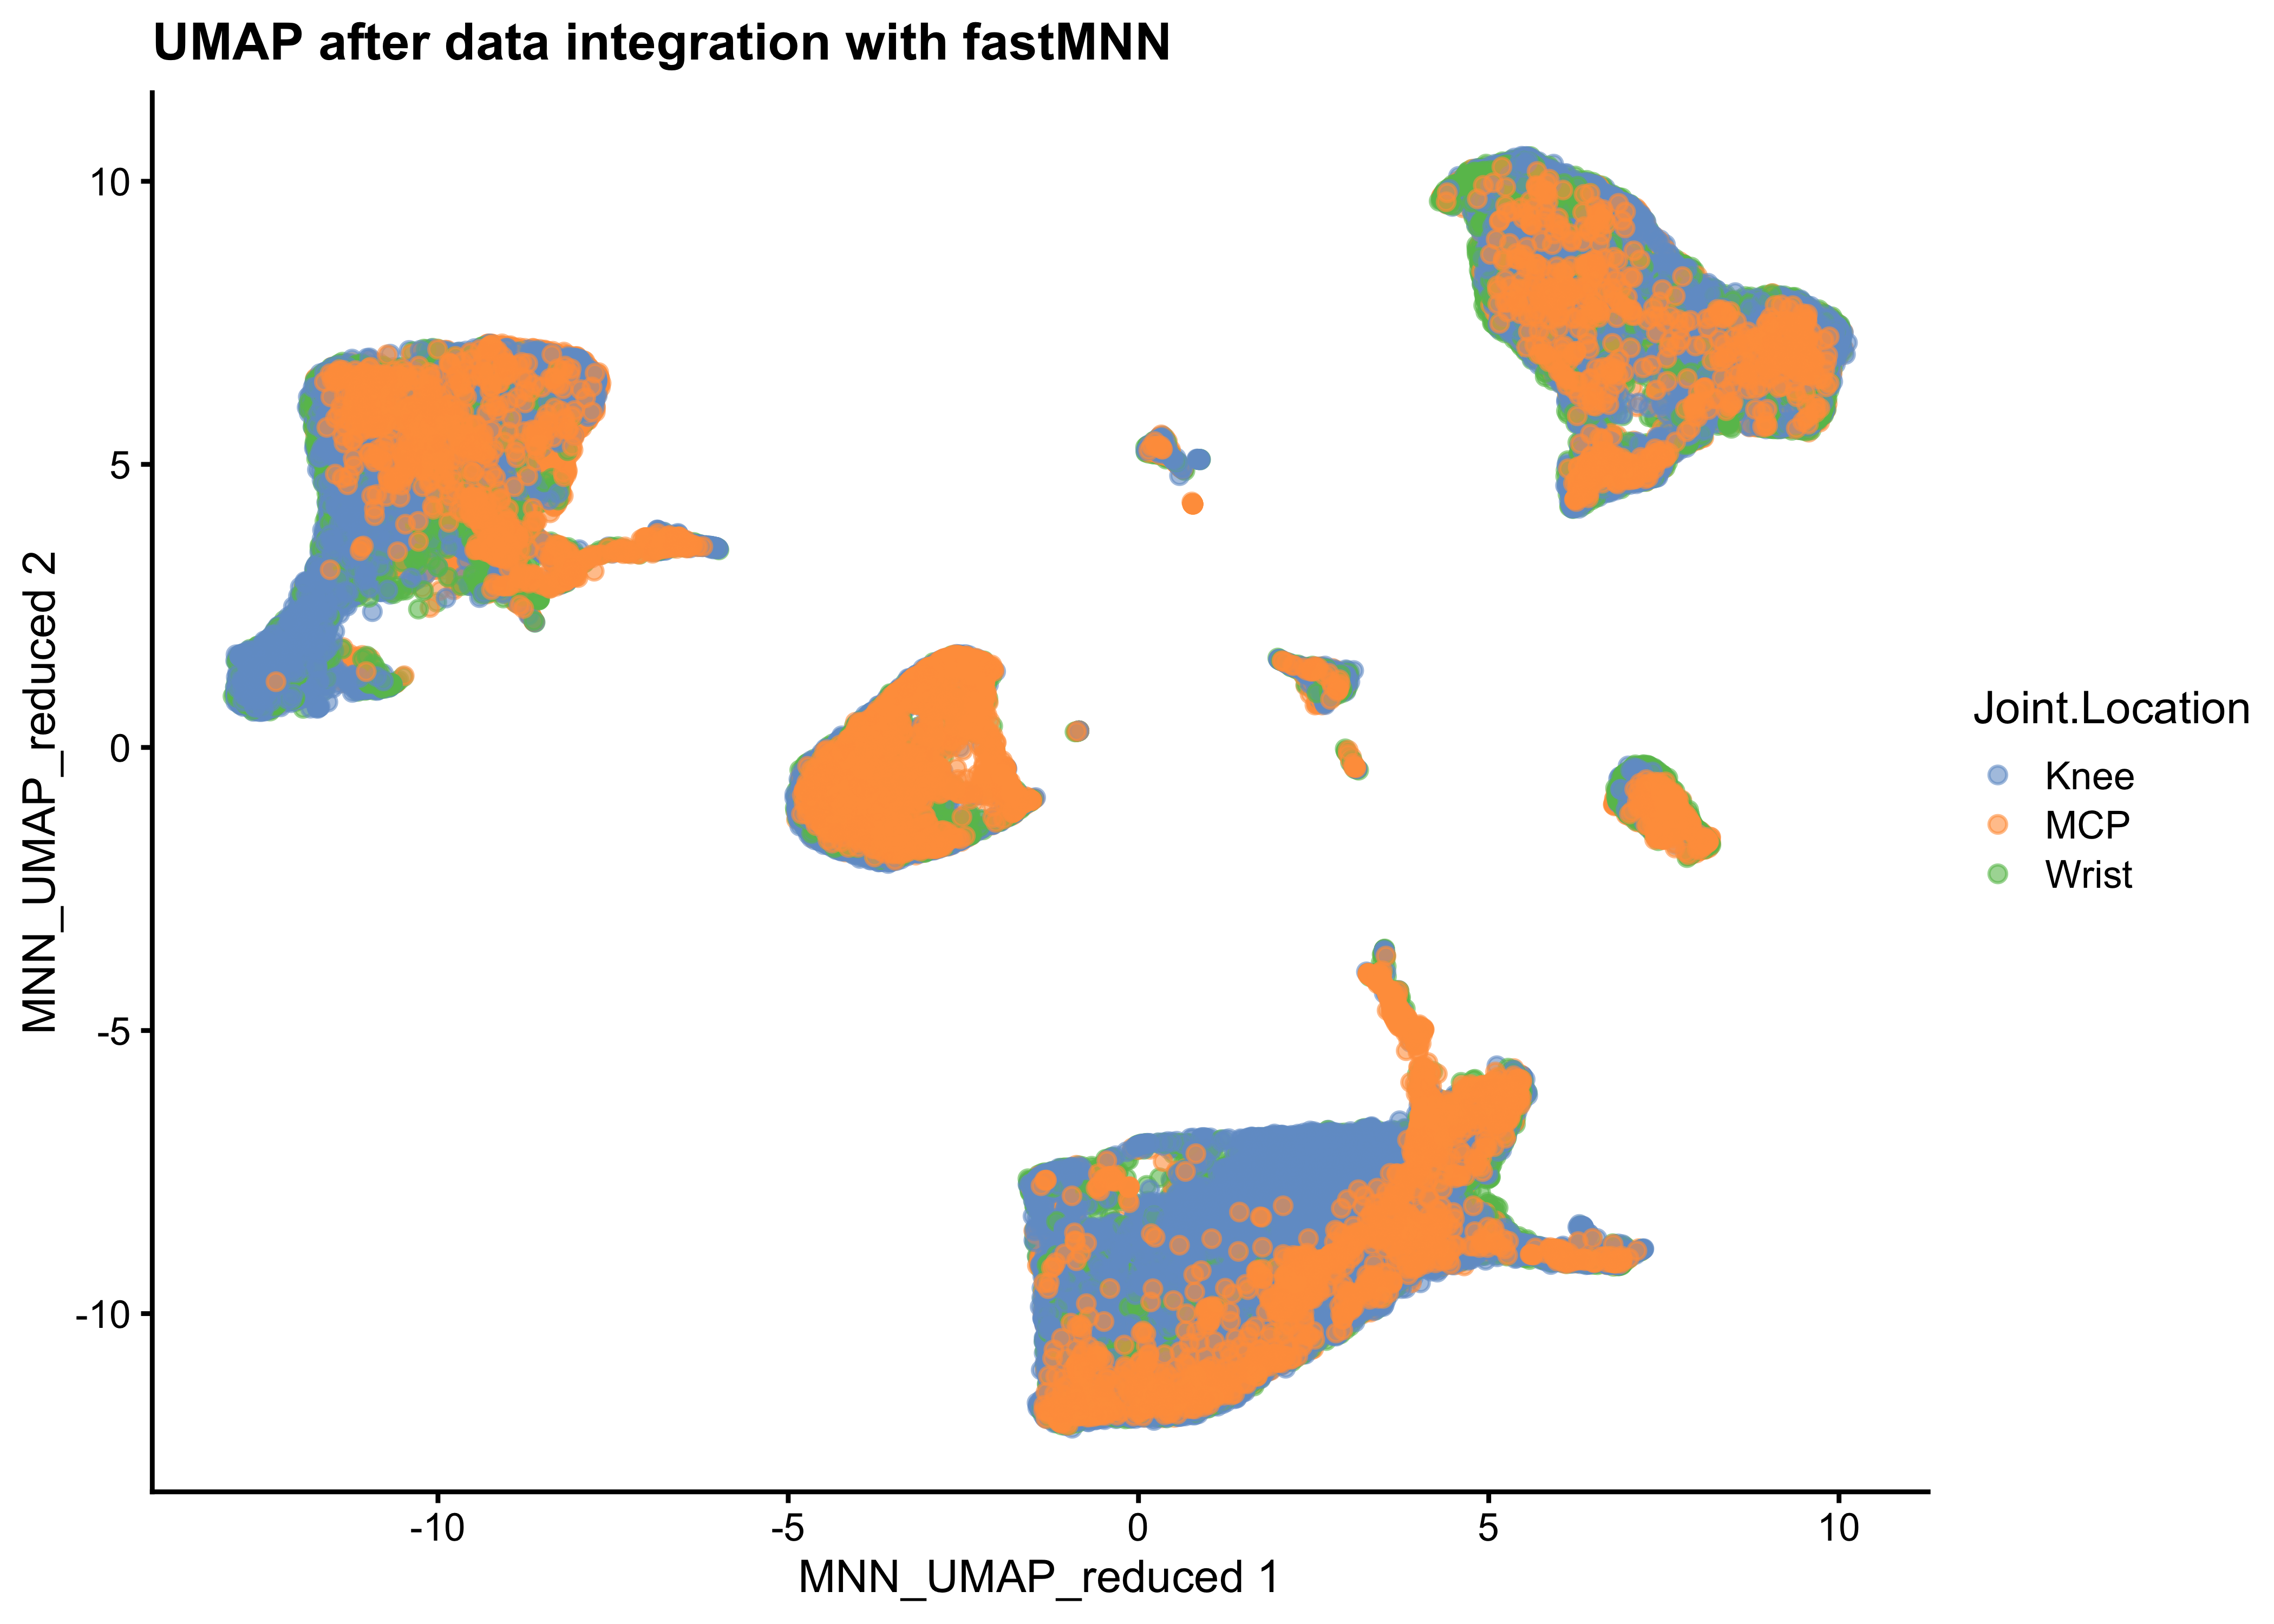 UMAP after data integration with fastMNN
10
5
0
-5
-10
MNN_UMAP_reduced 2
-10
-5
0
5
10
MNN_UMAP_reduced 1
Joint.Location
Knee
MCP
Wrist